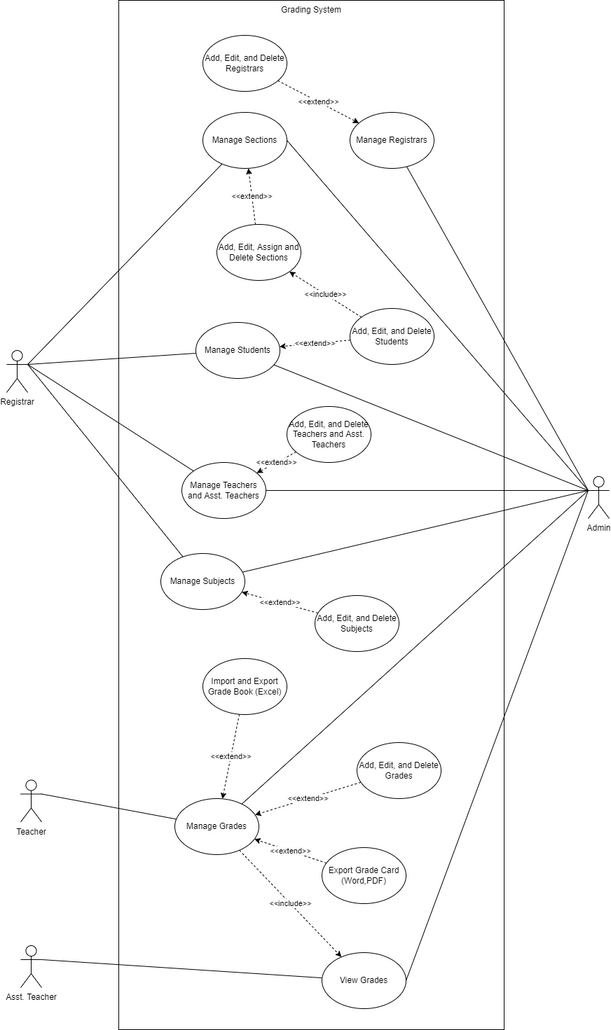 Grading System
Add, Edit, and Delete
Registrars
<<extend>>
Manage Sections
Manage Registrars
<<extend>>
Add, Edit, Assign and
Delete Sections
<<include>>
Add, Edit, and Delete
Students
<<extend>>
Manage Students
Registrar
Add, Edit, and Delete
Teachers and Asst.
Teachers
<<extend>>
Manage Teachers
and Asst. Teachers
Admin
Manage Subjects
<<extend>>
Add, Edit, and Delete
Subjects
Import and Export
Grade Book (Excel)
<<extend>>
Add, Edit, and Delete
Grades
<<extend>>
Teacher
Manage Grades
<<extend>>
Export Grade Card
(Word,PDF)
<<include>>
View Grades
Asst. Teacher